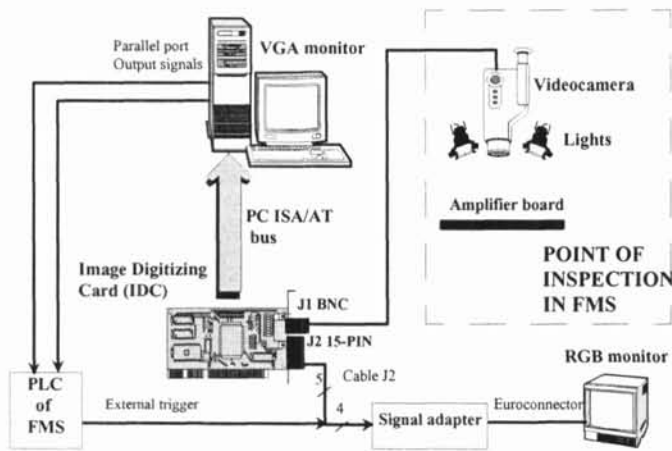 Parallel port
Output signals
VGA monitor
Videocamera
Lights
Amplifier board
POINT OF
INSPECTION
IN FMS
PC ISA/AT
bus
Image Digitizing
Card (IDC)
J1 BNC
J2 15-PIN
RGB monitor
PLC
of
FMS
External trigger
5
Cable J2
4
Signal adapter
Euroconnector